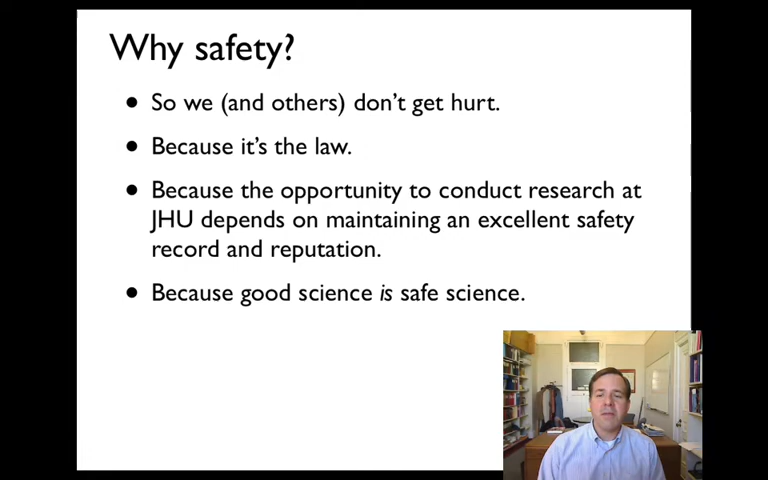 Why safety?
• So we (and others) don't get hurt.
• Because it's the law.
• Because the opportunity to conduct research at
JHU depends on maintaining an excellent safety
record and reputation.
• Because good science is safe science.